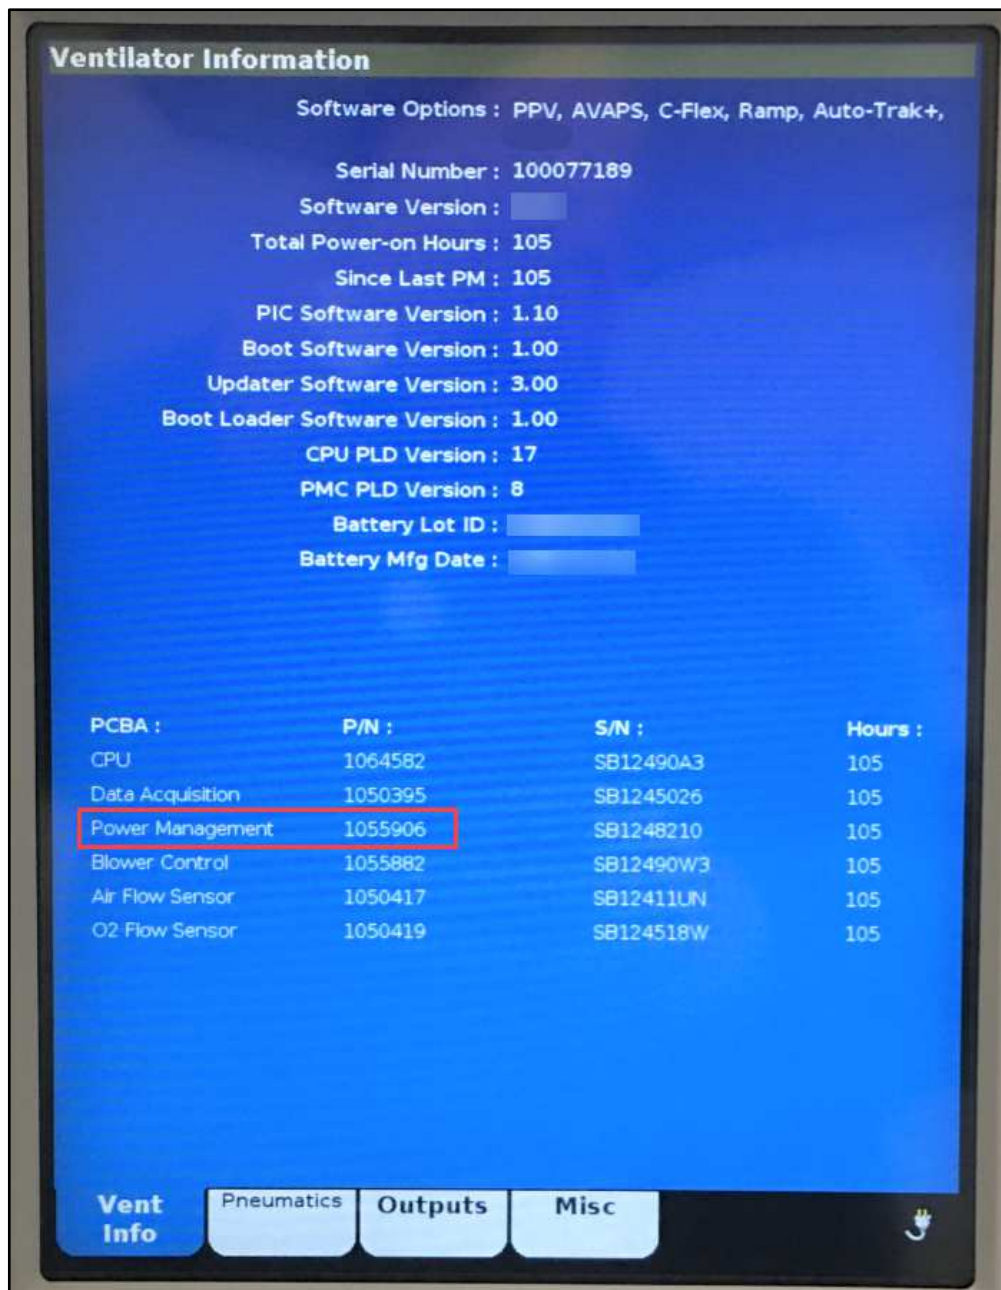 Ventilator Information
Software Options : PPV, AVAPS, C-Flex, Ramp, Auto-Trak+,
Serial Number : 100077189
Software Version :
Total Power-on Hours : 105
Since Last PM : 105
PIC Software Version : 1.10
Boot Software Version : 1.00
Updater Software Version : 3.00
Boot Loader Software Version : 1.00
CPU PLD Version : 17
PMC PLD Version : 8
Battery Lot ID :
Battery Mfg Date :
PCBA : P/N : S/N : Hours :
CPU 1064582 SB12490A3 105
Data Acquisition 1050395 SB1245026 105
Power Management 1055906 SB1248210 105
Blower Control 1055882 SB12490W3 105
Air Flow Sensor 1050417 SB12411UN 105
O2 Flow Sensor 1050419 SB124518W 105
Vent Info Pneumatics Outputs Misc